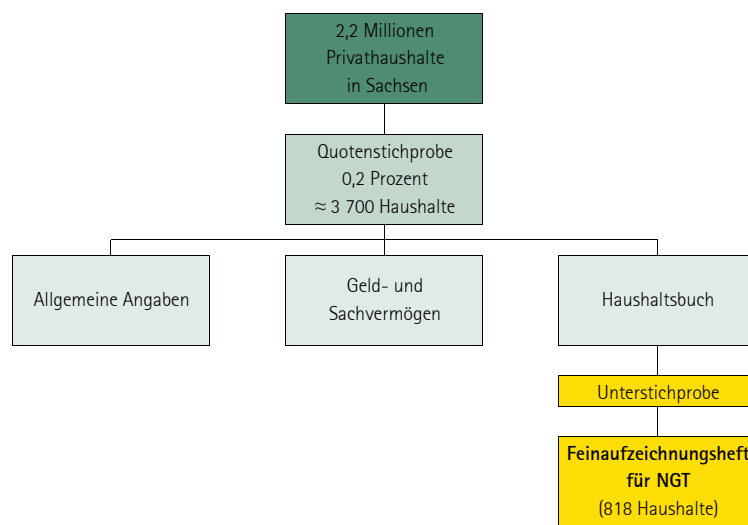 2,2 Millionen
Privathaushalte
in Sachsen
Quotenstichprobe
0,2 Prozent
≈ 3 700 Haushalte
Allgemeine Angaben
Geld- und
Sachvermögen
Haushaltsbuch
Unterstichprobe
Feinaufzeichnungsheft
für NGT
(818 Haushalte)